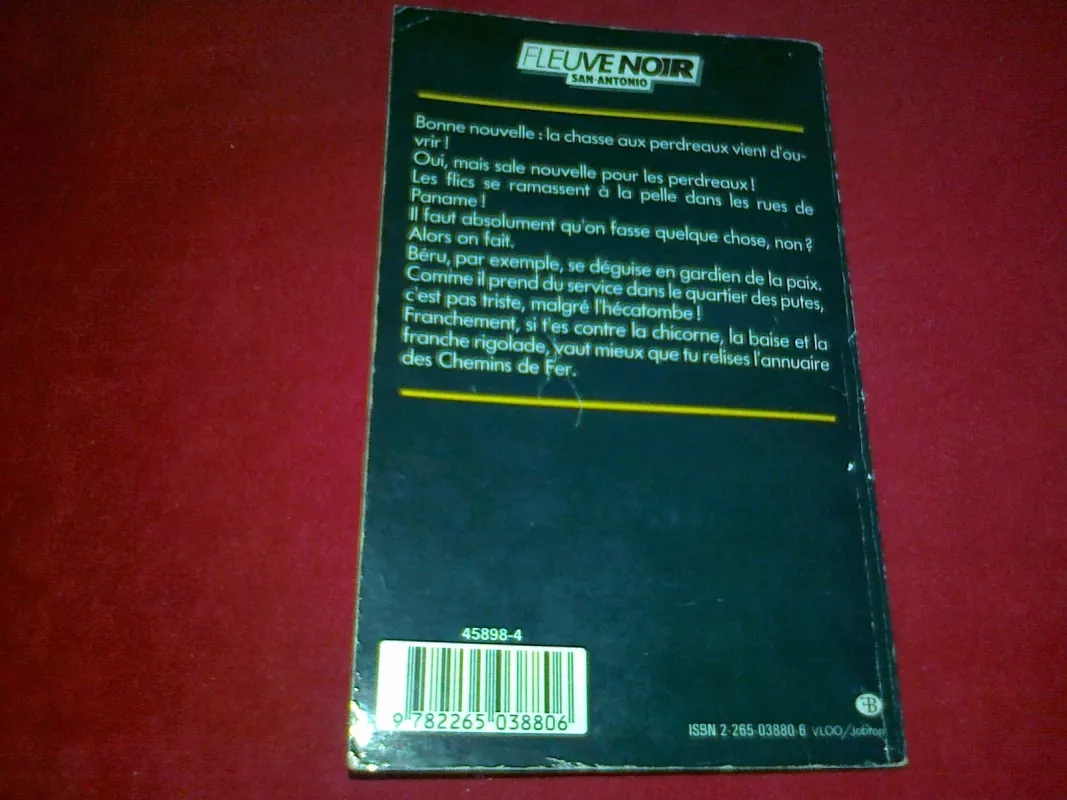 FLEUVE NOIR
SAN-ANTONIO
Bonne nouvelle : la chasse aux perdreaux vient d'ou-
vrir !
Oui, mais sale nouvelle pour les perdreaux !
Les flics se ramassent à la pelle dans les rues de
Paname !
Il faut absolument qu'on fasse quelque chose, non ?
Alors on fait.
Béru, par exemple, se déguise en gardien de la paix.
Comme il prend du service dans le quartier des putes,
c'est pas triste, malgré l'hécatombe !
Franchement, si t'es contre la chicorne, la baise et la
franche rigolade, vaut mieux que tu relises l'annuaire
des Chemins de Fer.
45898-4
9 782265 038806
ISBN 2-265-03880 6 VLOO/